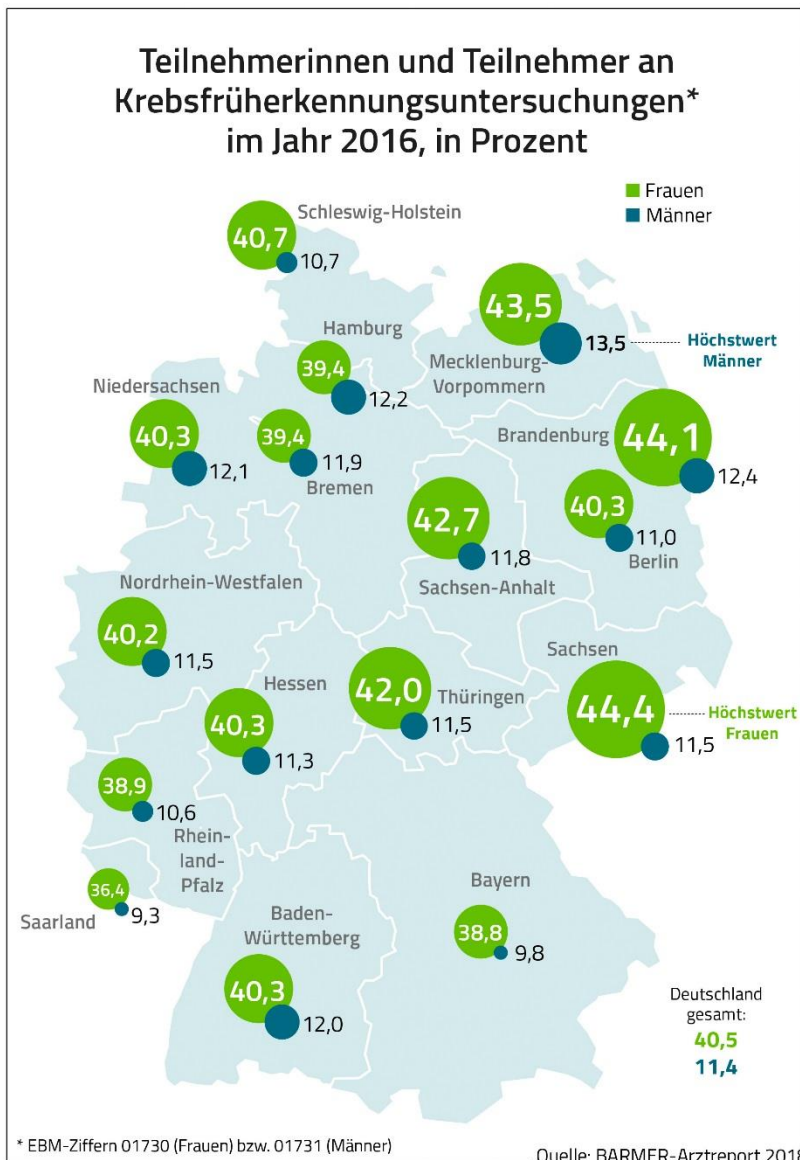 Teilnehmerinnen und Teilnehmer an
Krebsfrüherkennungsuntersuchungen*
im Jahr 2016, in Prozent
Frauen
Männer
Schleswig-Holstein
40,7
10,7
43,5
13,5
Höchstwert
Männer
Mecklenburg-
Vorpommern
Hamburg
39,4
12,2
Niedersachsen
40,3
12,1
39,4
11,9
Bremen
Brandenburg
44,1
12,4
40,3
11,0
Berlin
42,7
11,8
Sachsen-Anhalt
Nordrhein-Westfalen
40,2
11,5
Hessen
40,3
11,3
42,0
Thüringen
11,5
Sachsen
44,4
11,5
Höchstwert
Frauen
38,9
10,6
Rhein-
land-
Pfalz
36,4
9,3
Saarland
Baden-
Württemberg
40,3
12,0
Bayern
38,8
9,8
Deutschland
gesamt:
40,5
11,4
* EBM-Ziffern 01730 (Frauen) bzw. 01731 (Männer)
Quelle: BARMER-Arztreport 2018